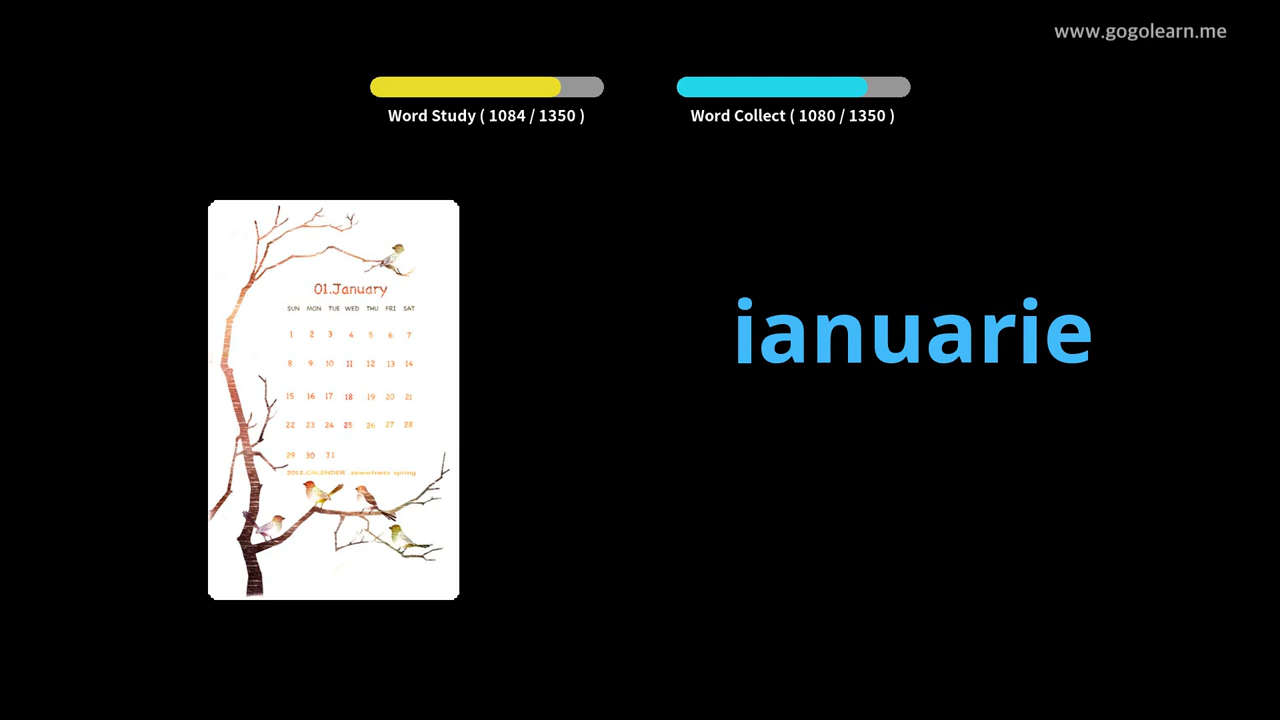 www.gogolearn.me
Word Study ( 1084 / 1350 )
Word Collect ( 1080 / 1350 )
01.January
SUN MON TUE WED THU FRI SAT
1 2 3 4 5 6 7
8 9 10 11 12 13 14
15 16 17 18 19 20 21
22 23 24 25 26 27 28
29 30 31
CALENDER
spring
ianuarie